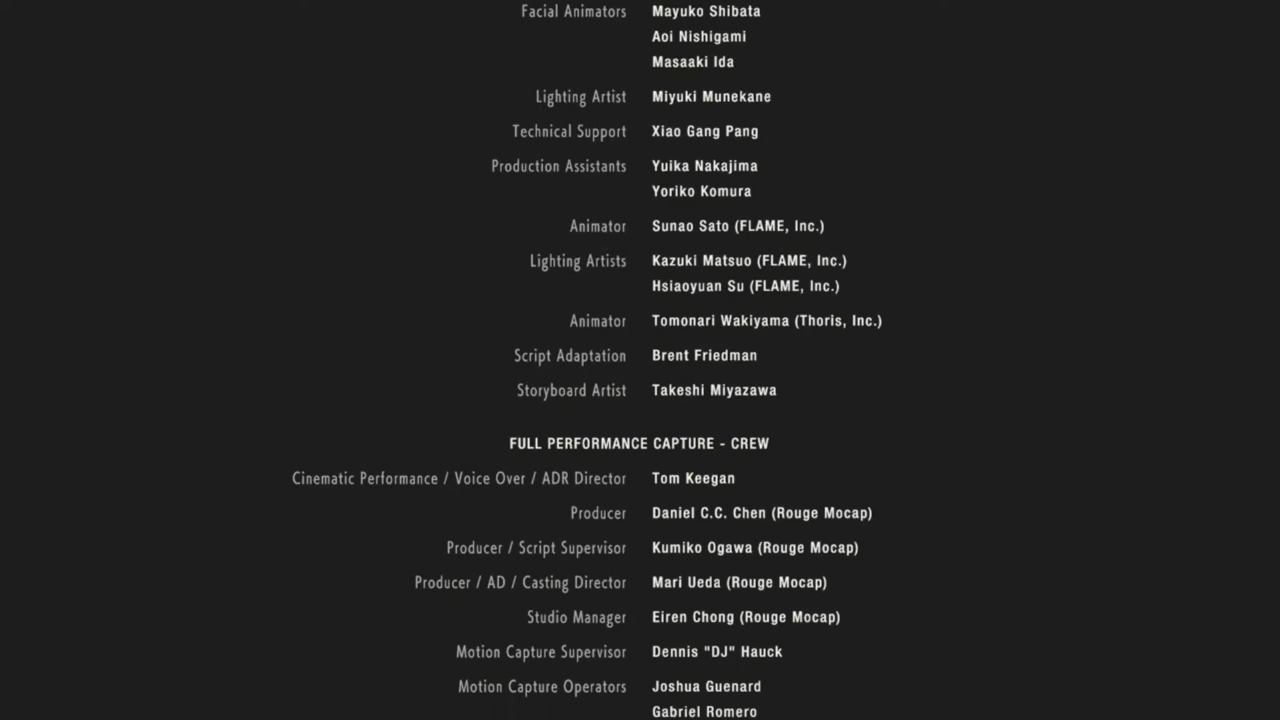 Facial Animators Mayuko Shibata
Aoi Nishigami
Masaaki Ida
Lighting Artist Miyuki Munekane
Technical Support Xiao Gang Pang
Production Assistants Yuika Nakajima
Yoriko Komura
Animator Sunao Sato (FLAME, Inc.)
Lighting Artists Kazuki Matsuo (FLAME, Inc.)
Hsiaoyuan Su (FLAME, Inc.)
Animator Tomonari Wakiyama (Thoris, Inc.)
Script Adaptation Brent Friedman
Storyboard Artist Takeshi Miyazawa
FULL PERFORMANCE CAPTURE - CREW
Cinematic Performance / Voice Over / ADR Director Tom Keegan
Producer Daniel C.C. Chen (Rouge Mocap)
Producer / Script Supervisor Kumiko Ogawa (Rouge Mocap)
Producer / AD / Casting Director Mari Ueda (Rouge Mocap)
Studio Manager Eiren Chong (Rouge Mocap)
Motion Capture Supervisor Dennis "DJ" Hauck
Motion Capture Operators Joshua Guenard
Gabriel Romero